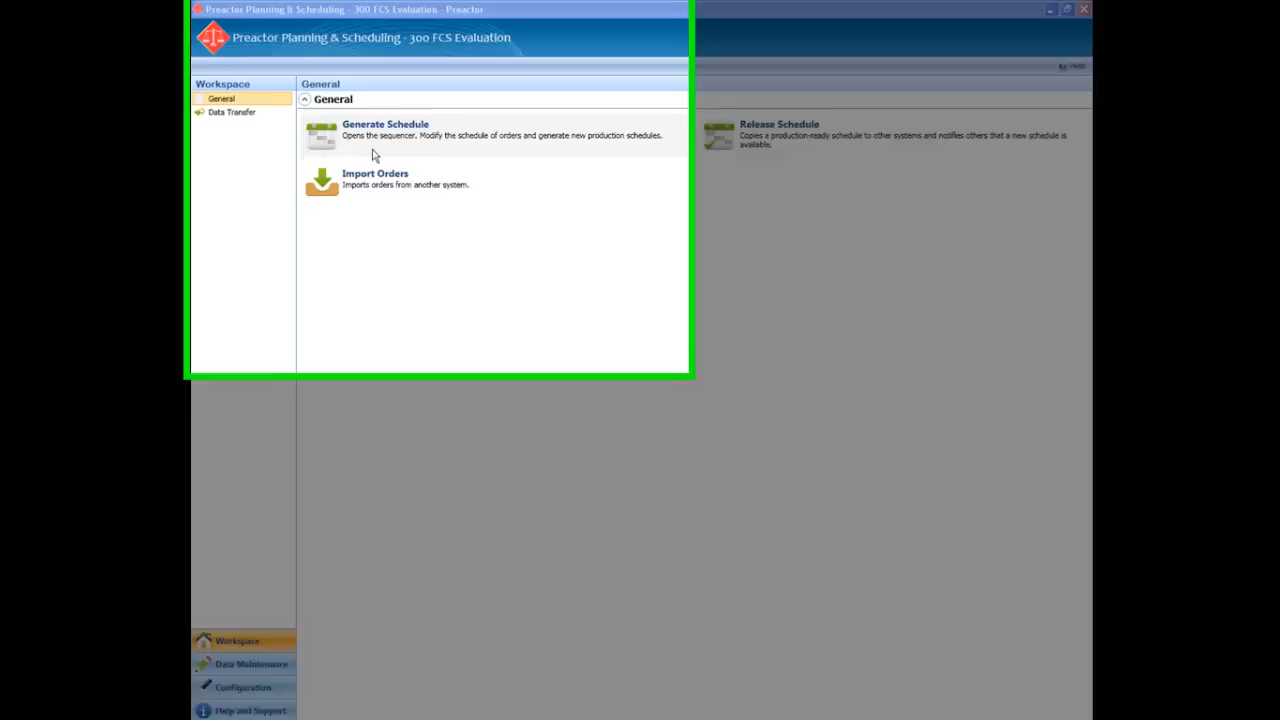 Preactor Planning & Scheduling - 300 FCS Evaluation - Preactor
Preactor Planning & Scheduling - 300 FCS Evaluation
Help
Workspace
General
General
Data Transfer
General
Generate Schedule
Opens the sequencer. Modify the schedule of orders and generate new production schedules.
Release Schedule
Copies a production-ready schedule to other systems and notifies others that a new schedule is
available.
Import Orders
Imports orders from another system.
Workspace
Data Maintenance
Configuration
Help and Support